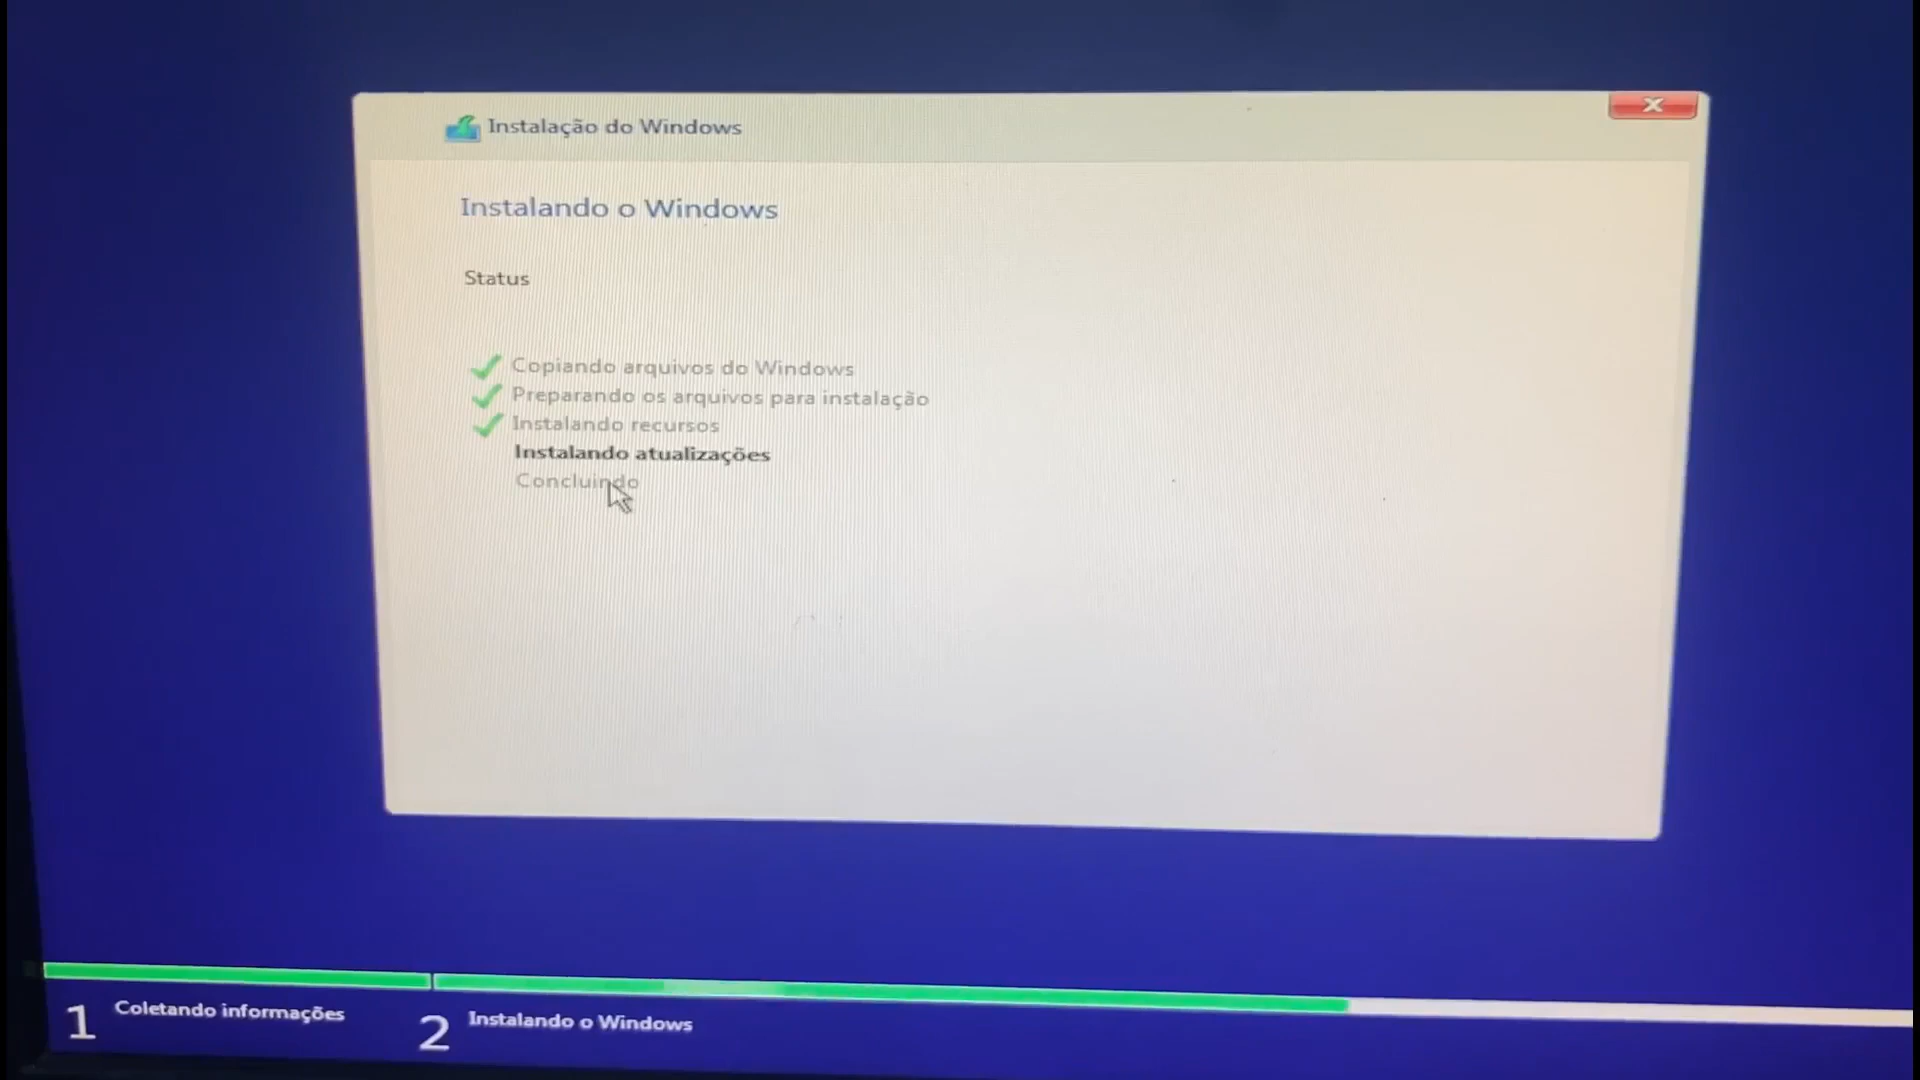 Instalação do Windows
Instalando o Windows
Status
Copiando arquivos do Windows
Preparando os arquivos para instalação
Instalando recursos
Instalando atualizações
Concluindo
1 Coletando informações
2 Instalando o Windows